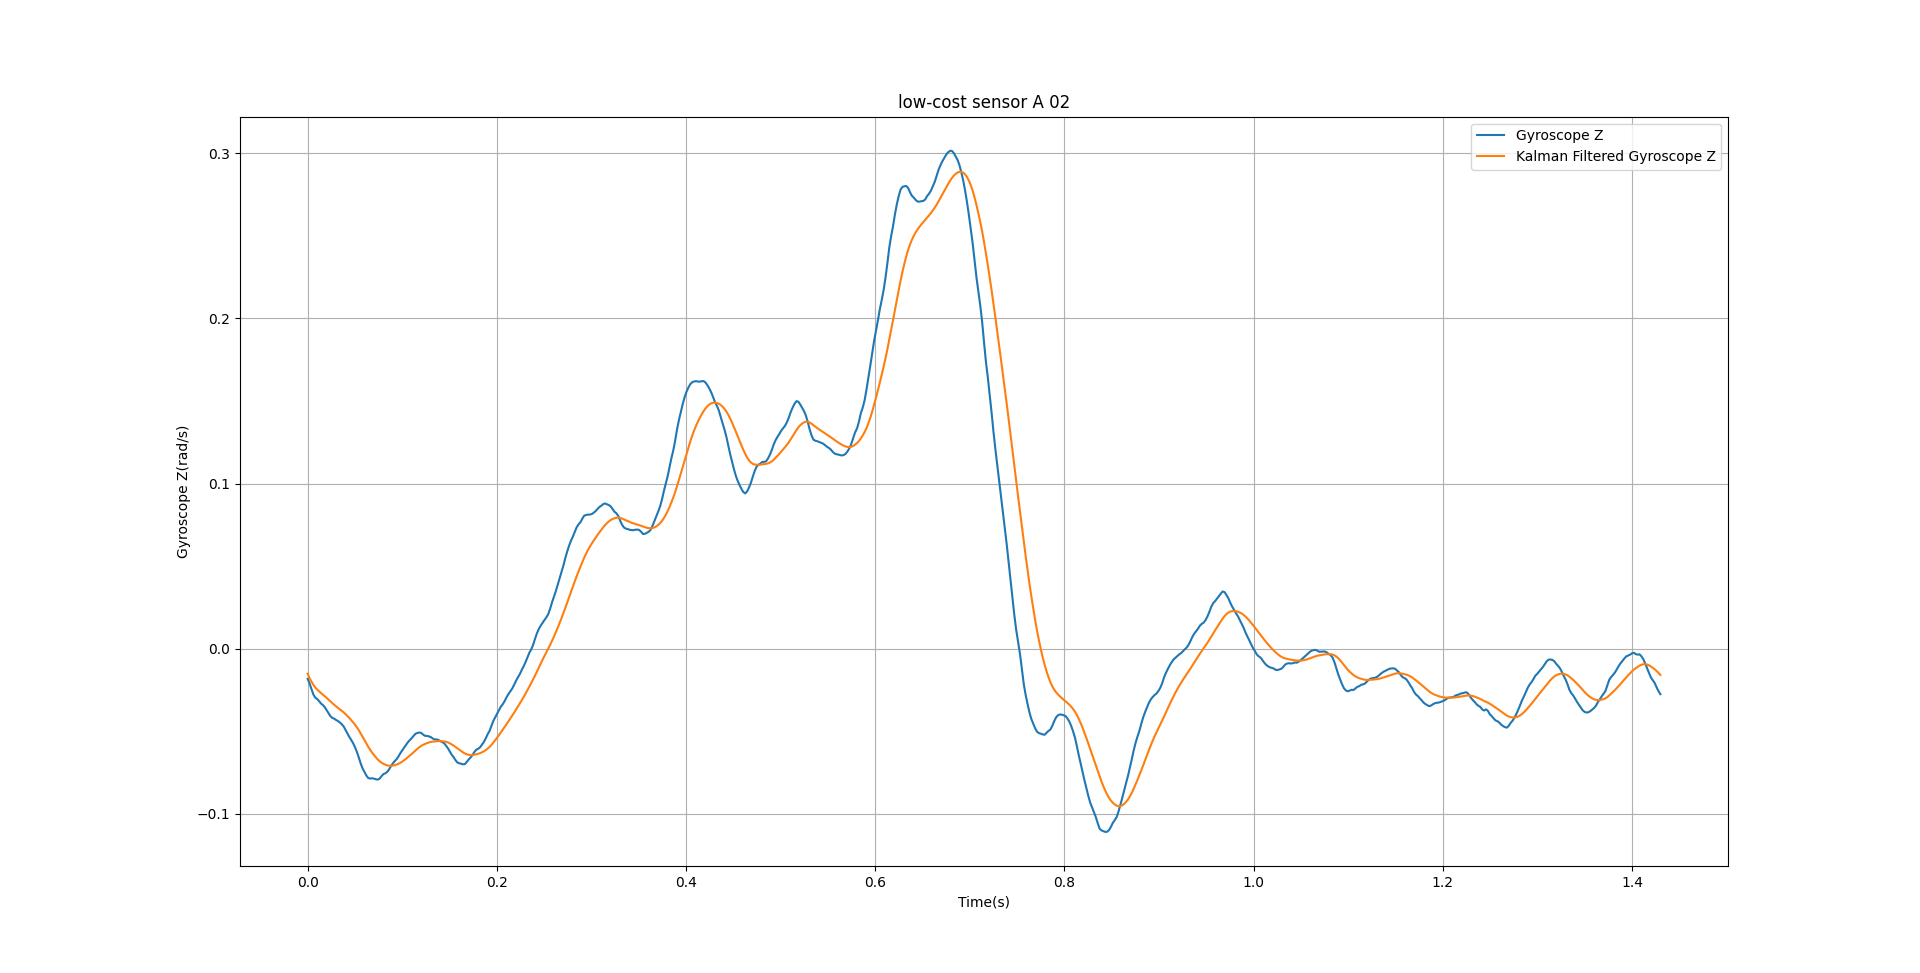 low-cost sensor A 02
Gyroscope Z
Kalman Filtered Gyroscope Z
Gyroscope Z(rad/s)
0.3
0.2
0.1
0.0
−0.1
0.0 0.2 0.4 0.6 0.8 1.0 1.2 1.4
Time(s)